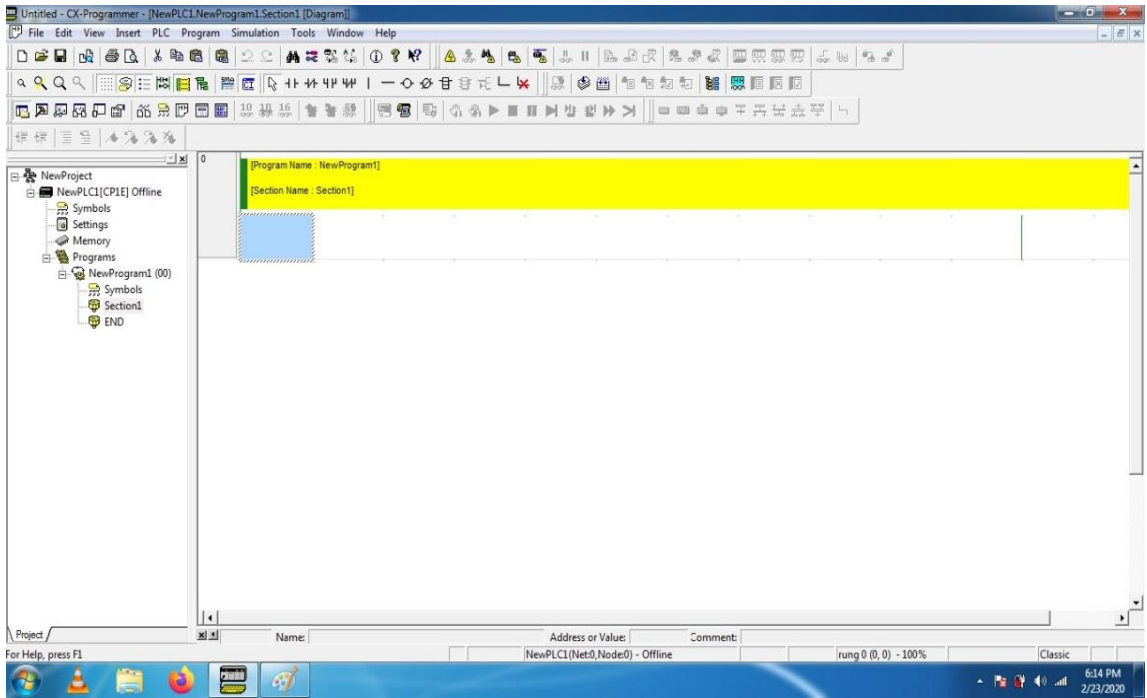 Untitled - CX-Programmer - [NewPLC1.NewProgram1.Section1 [Diagram]]
File Edit View Insert PLC Program Simulation Tools Window Help
10 10 16
0
[Program Name : NewProgram1]
[Section Name : Section1]
NewProject
NewPLC1[CP1E] Offline
Symbols
Settings
Memory
Programs
NewProgram1 (00)
Symbols
Section1
END
Project
Name:
Address or Value:
Comment:
For Help, press F1
NewPLC1(Net:0,Node:0) - Offline
rung 0 (0, 0) - 100%
Classic
6:14 PM
2/23/2020